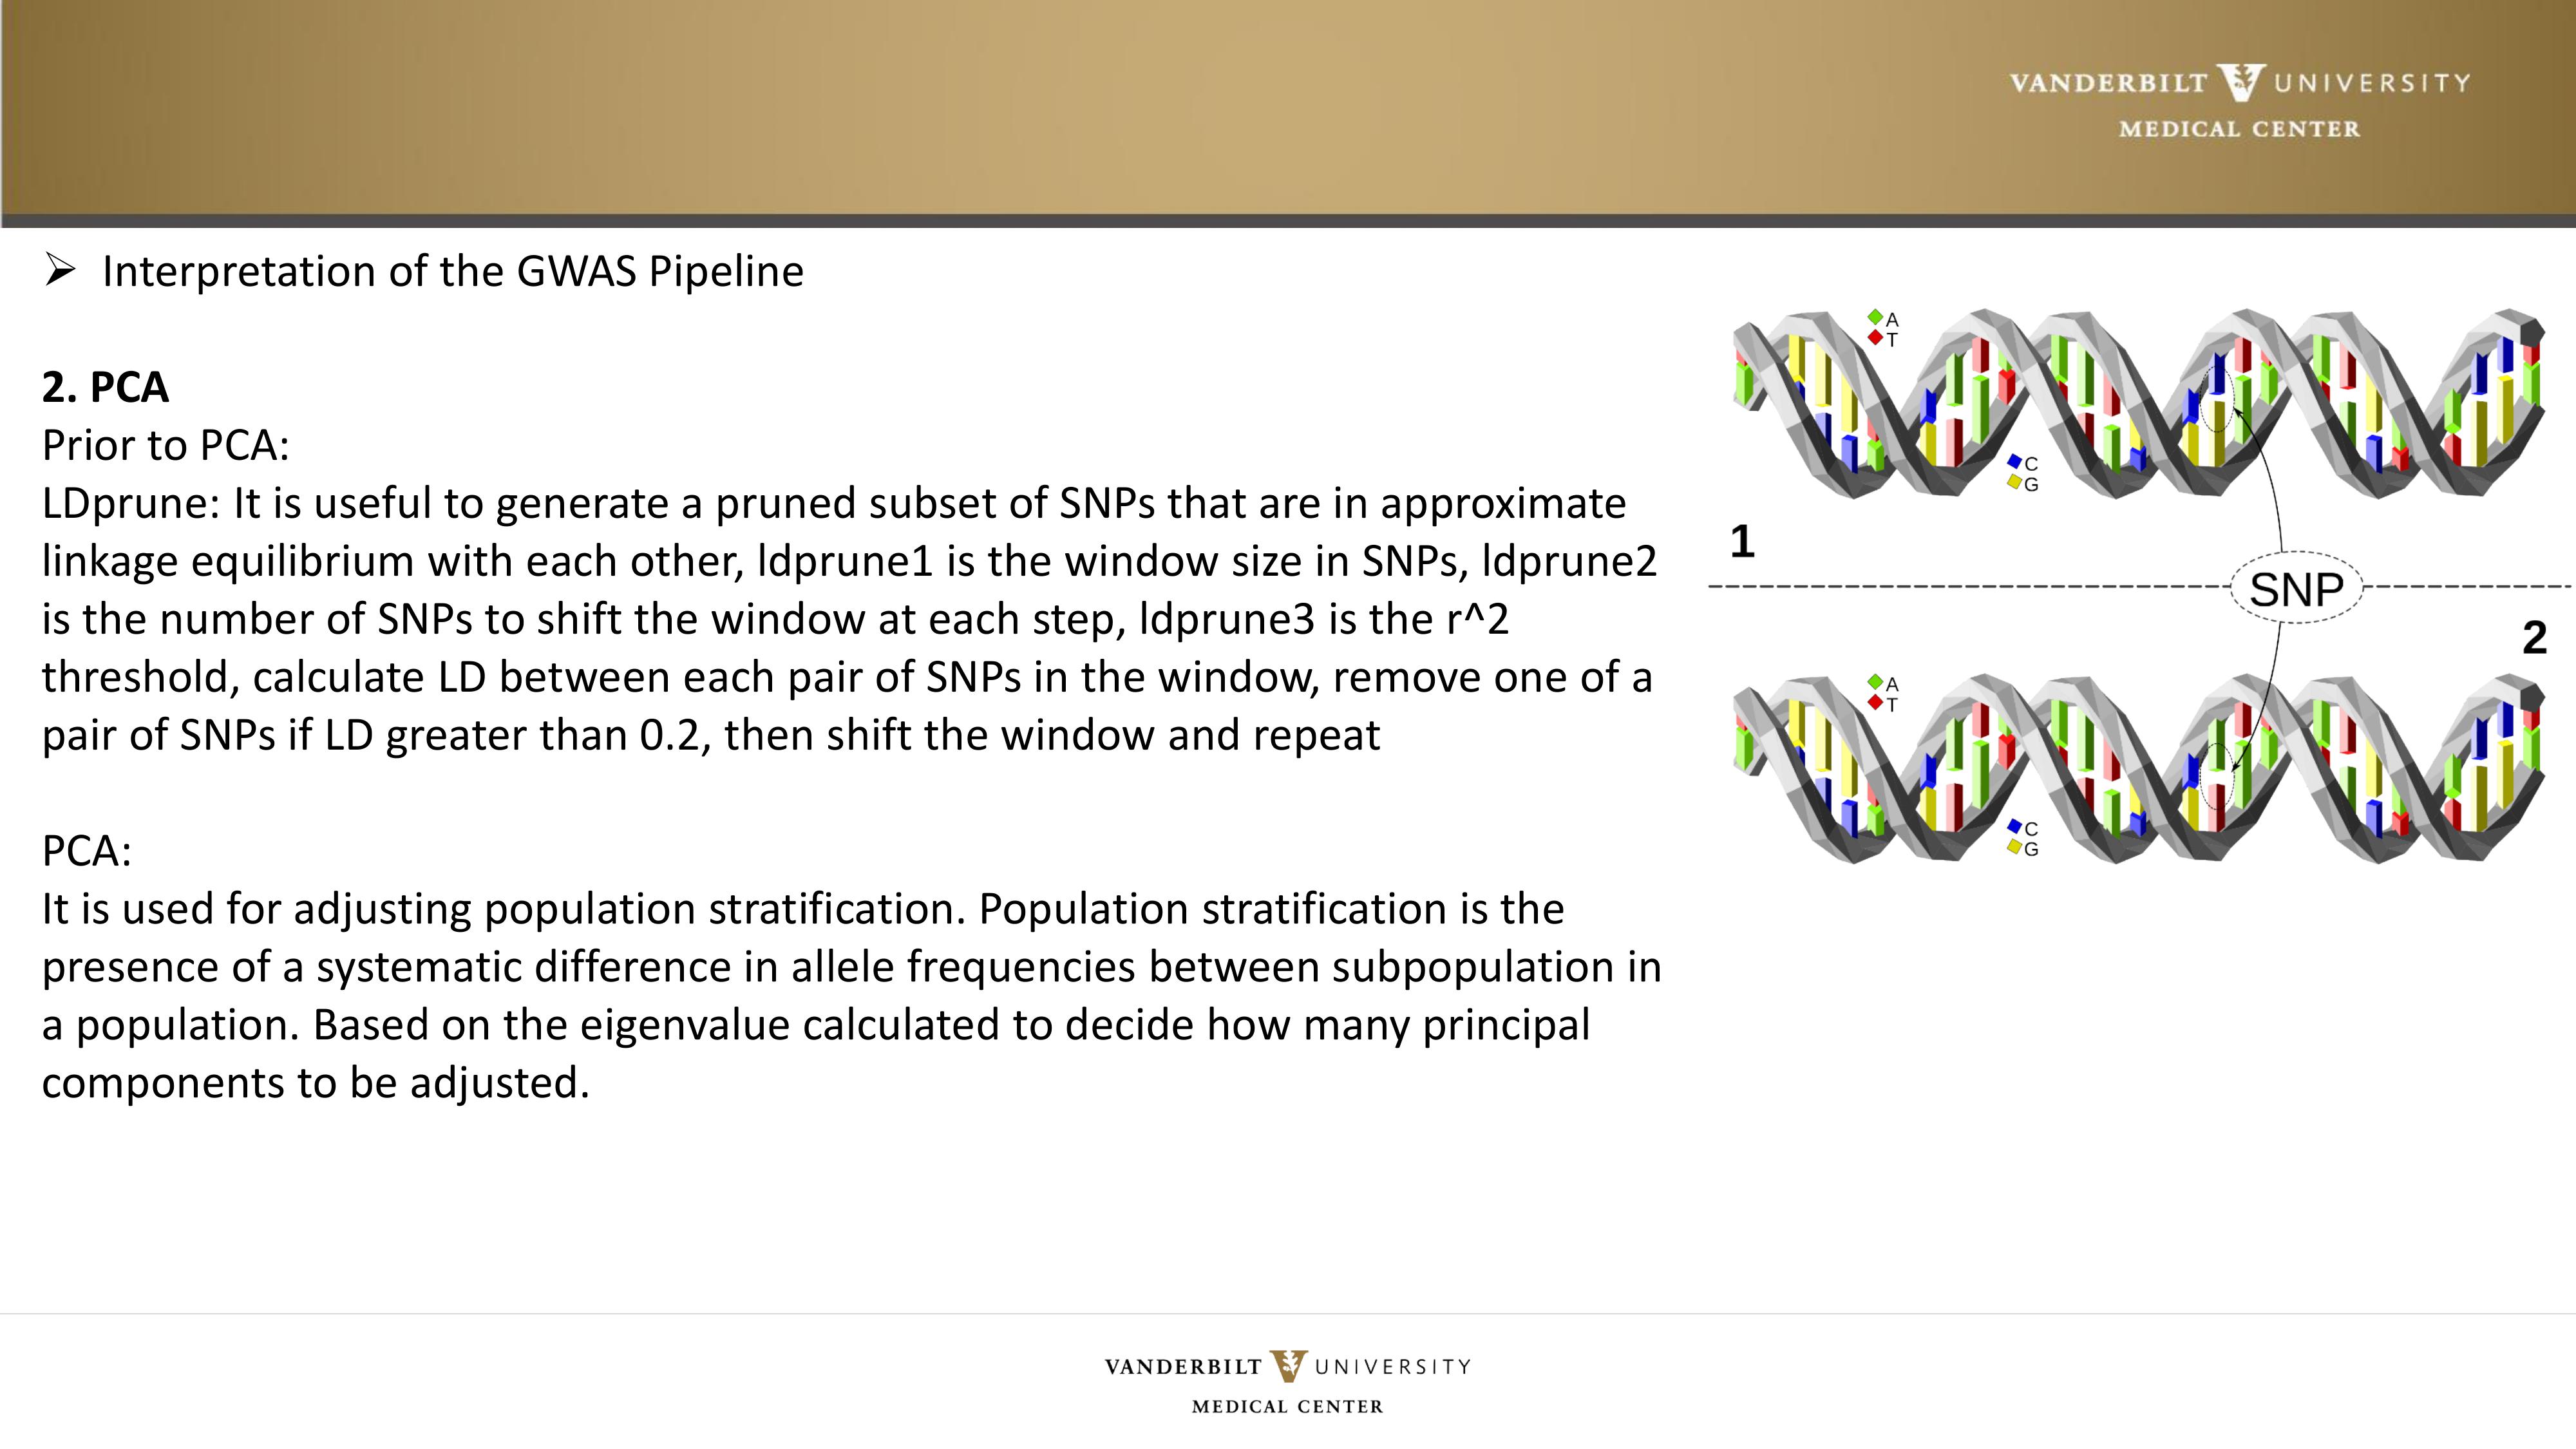 VANDERBILT UNIVERSITY
MEDICAL CENTER
➢ Interpretation of the GWAS Pipeline
2. PCA
Prior to PCA:
LDprune: It is useful to generate a pruned subset of SNPs that are in approximate
linkage equilibrium with each other, ldprune1 is the window size in SNPs, ldprune2
is the number of SNPs to shift the window at each step, ldprune3 is the r^2
threshold, calculate LD between each pair of SNPs in the window, remove one of a
pair of SNPs if LD greater than 0.2, then shift the window and repeat
PCA:
It is used for adjusting population stratification. Population stratification is the
presence of a systematic difference in allele frequencies between subpopulation in
a population. Based on the eigenvalue calculated to decide how many principal
components to be adjusted.
A
T
C
G
1
SNP
2
A
T
C
G
VANDERBILT UNIVERSITY
MEDICAL CENTER